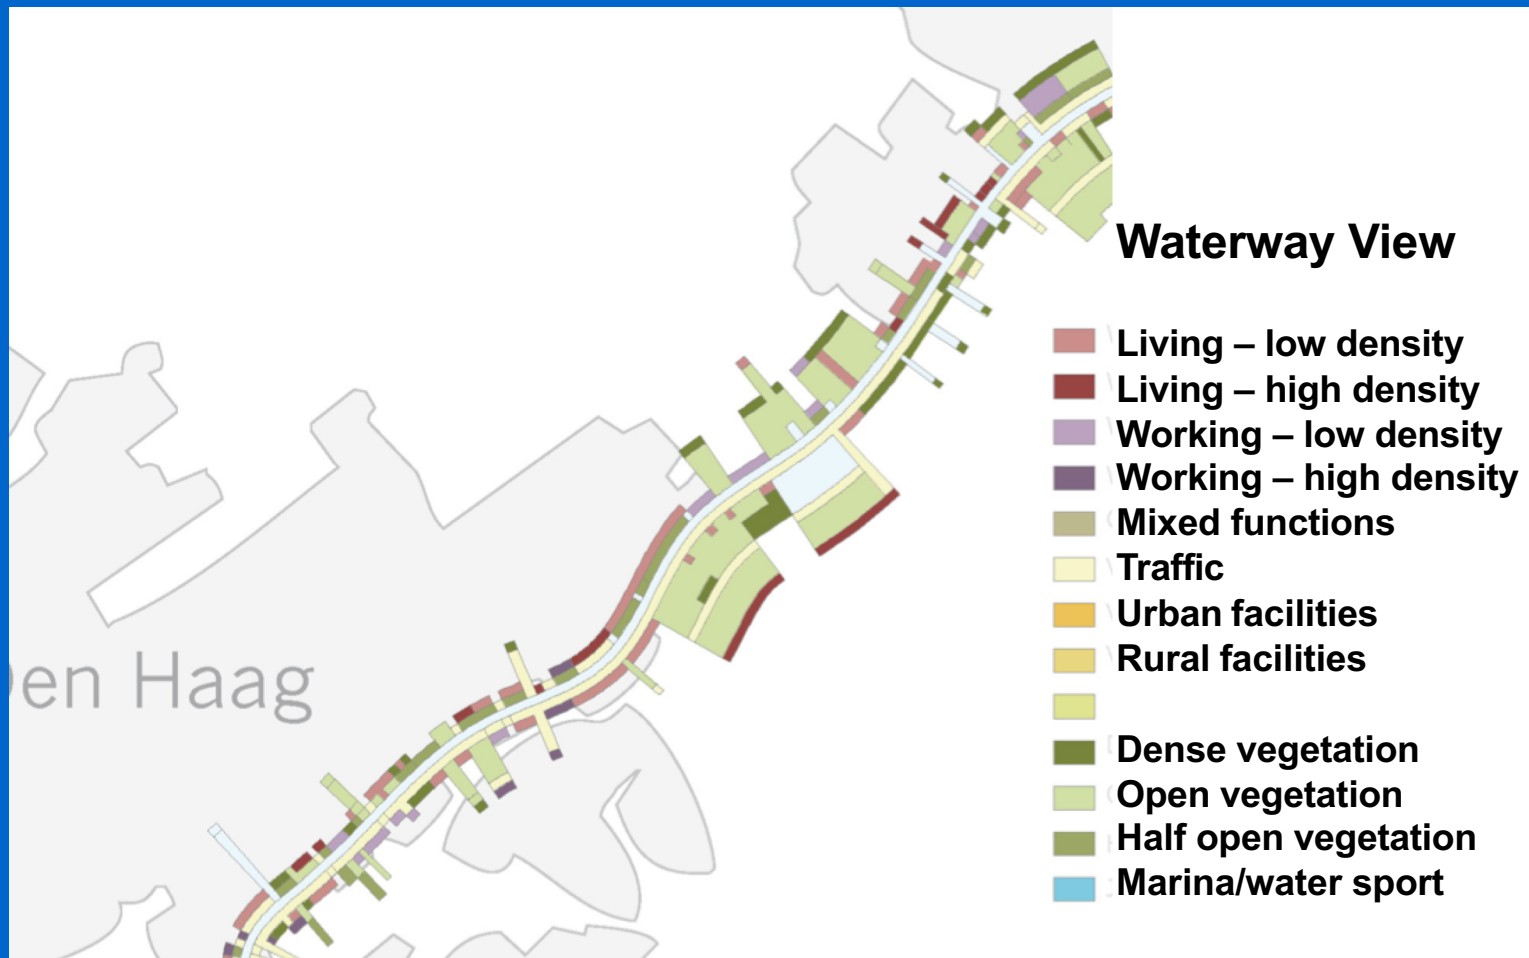 en Haag
Waterway View
Living – low density
Living – high density
Working – low density
Working – high density
Mixed functions
Traffic
Urban facilities
Rural facilities
Dense vegetation
Open vegetation
Half open vegetation
Marina/water sport